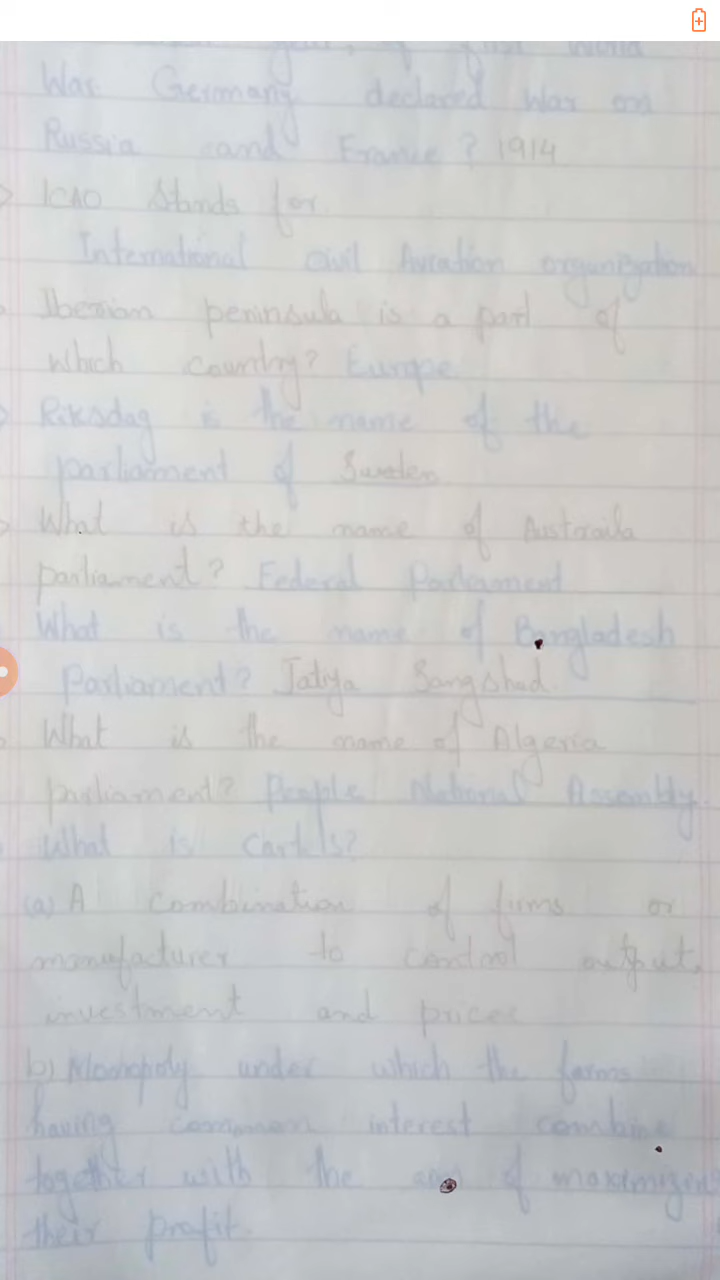 War Germany declared War on
Russia and France? 1914
ICAO Stands for
International civil Aviation organization
Iberian peninsula is a part of
which country? Europe
Riksdag is the name of the
parliament of Sweden
What is the name of Austraila
parliament? Federal Parliament
What is the name of Bangladesh
Parliament? Jatiya Sangshad.
What is the name of Algeria
parliament? People National Assembly.
What is Cartels?
(a) A combination of firms or
manufacturer to control output,
investment and prices
b) Monopoly under which the farms
having common interest combine
together with the of
their profit.